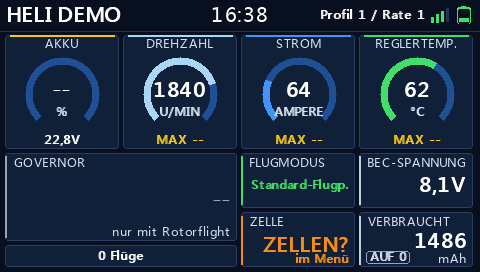 HELI DEMO 16:38 Profil 1 / Rate 1
AKKU DREHZAHL STROM REGLERTEMP.
-- 1840 64 62
% U/MIN AMPERE °C
22,8V MAX -- MAX -- MAX --
GOVERNOR
--
nur mit Rotorflight
0 Flüge
FLUGMODUS
Standard-Flugp.
BEC-SPANNUNG
8,1V
ZELLE
ZELLEN?
im Menü
VERBRAUCHT
1486
AUF 0 mAh